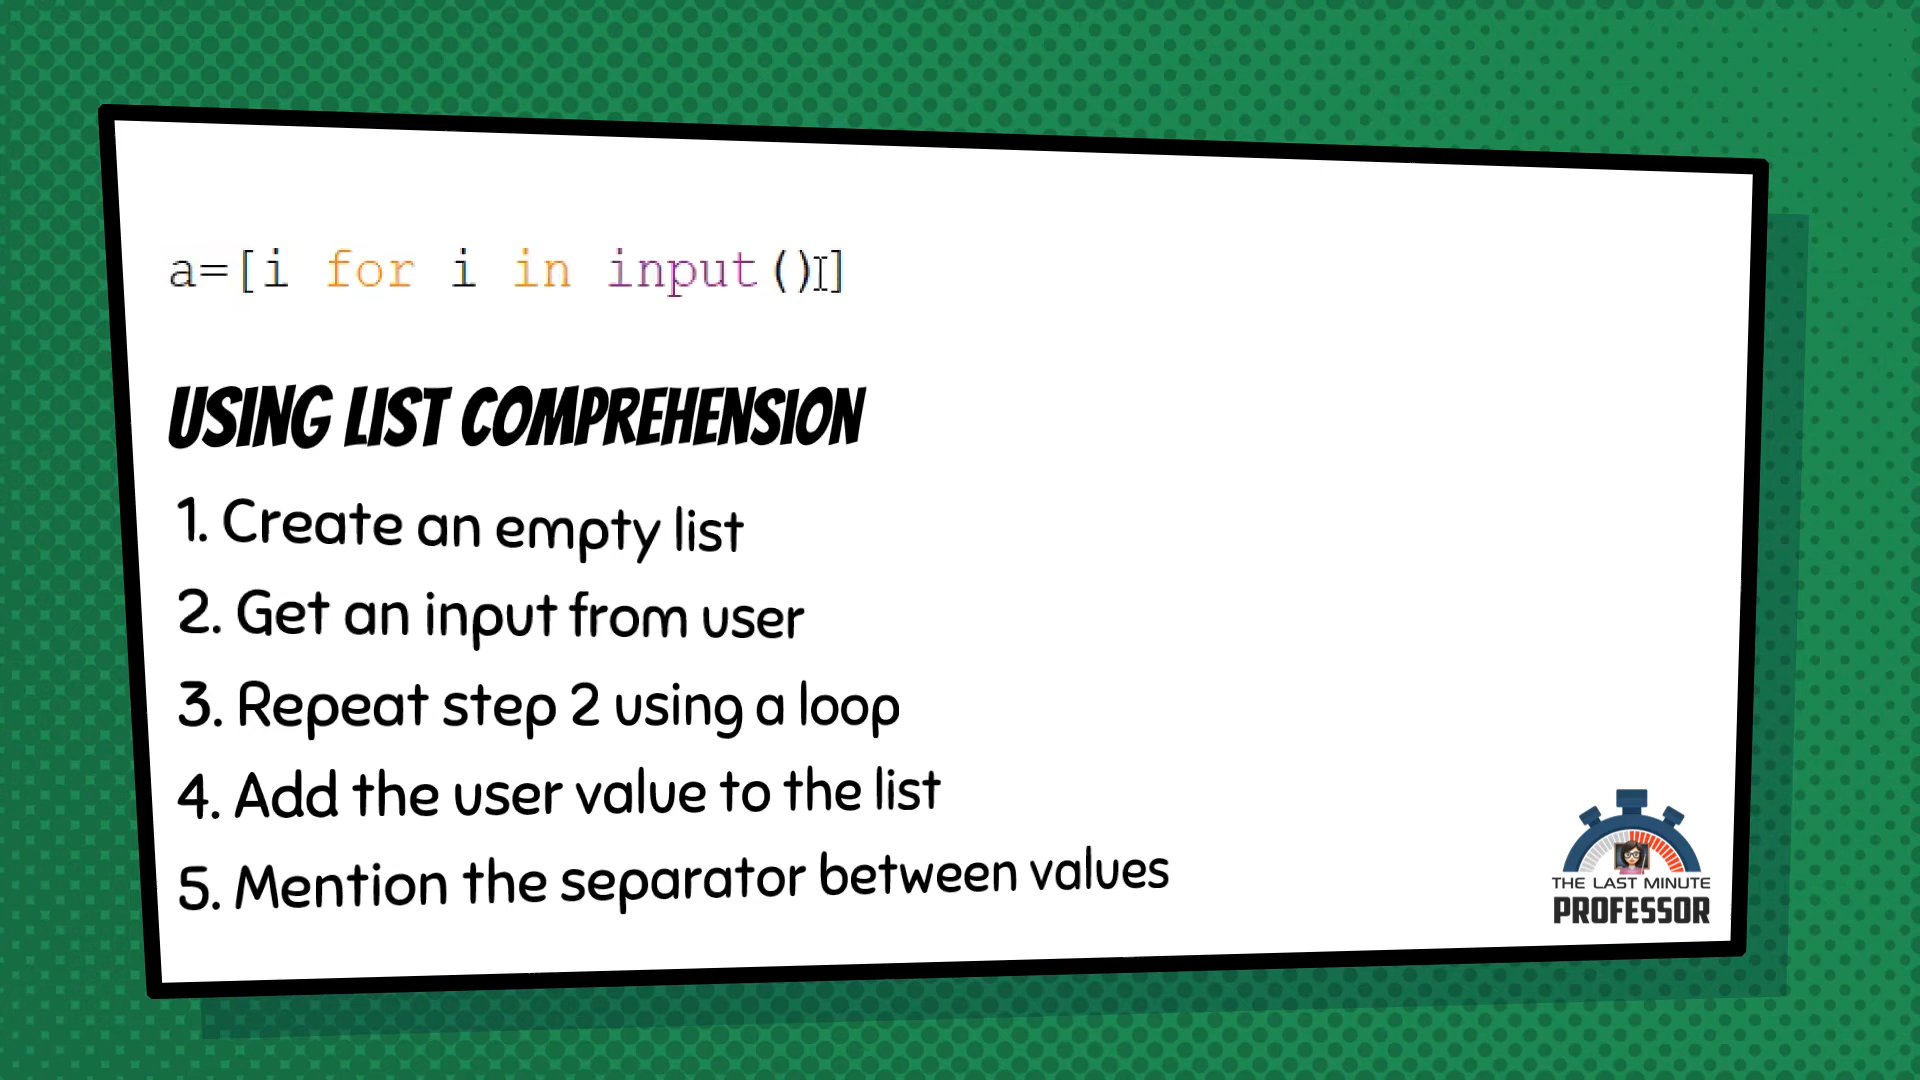 a=[i for i in input()]
USING LIST COMPREHENSION
1. Create an empty list
2. Get an input from user
3. Repeat step 2 using a loop
4. Add the user value to the list
5. Mention the separator between values
THE LAST MINUTE
PROFESSOR